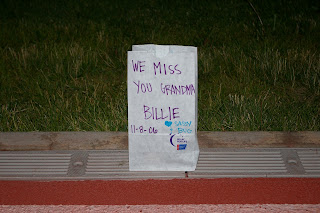 WE MISS
YOU GRANDMA
BILLIE
11-8-06